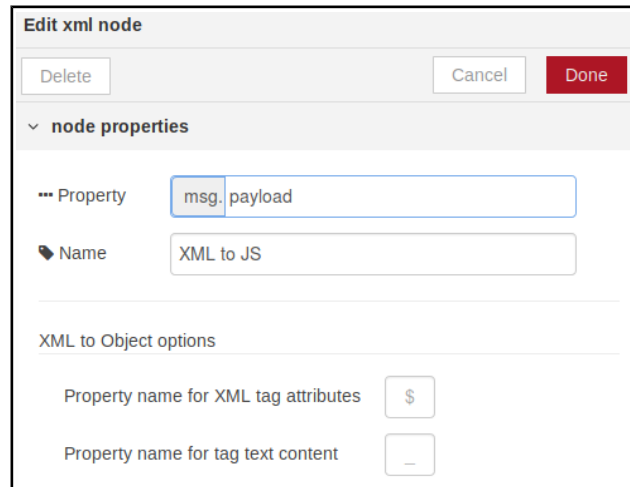 Edit xml node
Delete Cancel Done
node properties
Property msg. payload
Name XML to JS
XML to Object options
Property name for XML tag attributes $
Property name for tag text content _